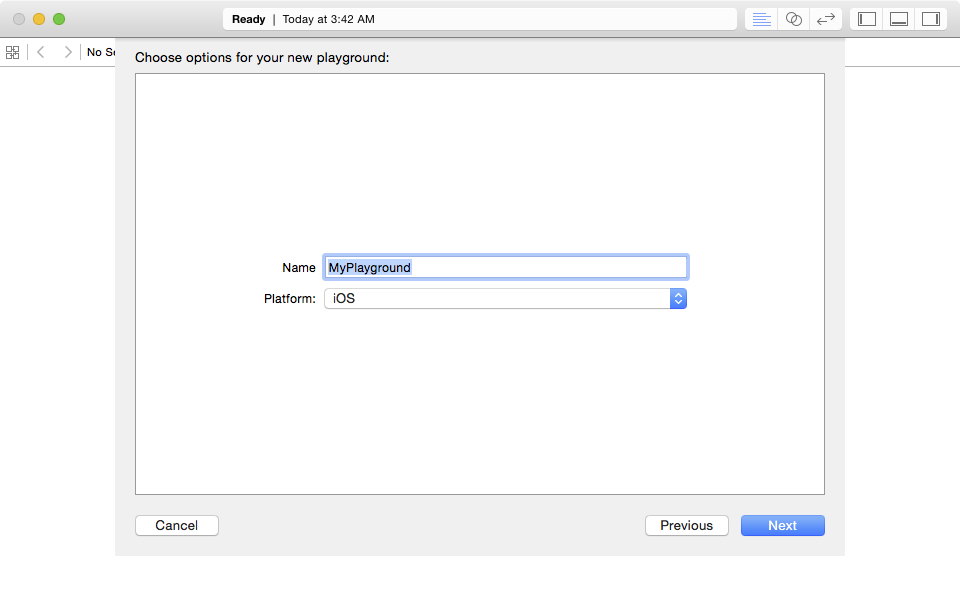 Ready | Today at 3:42 AM
No Se
Choose options for your new playground:
Name MyPlayground
Platform: iOS
Cancel Previous Next